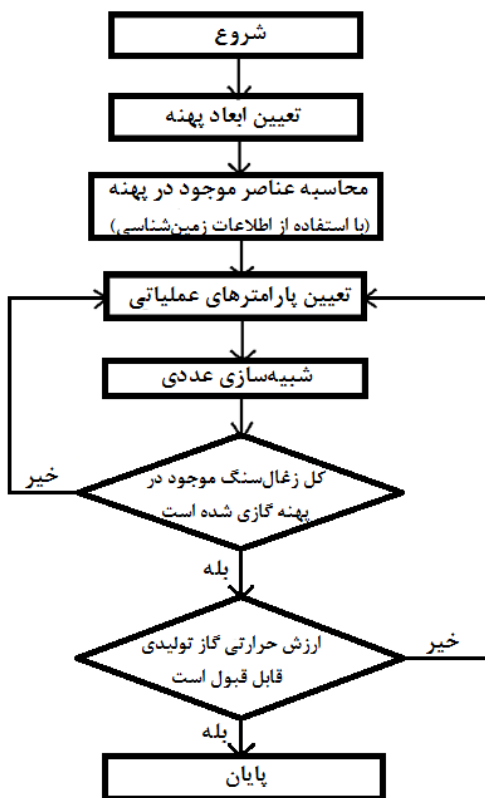 شروع
تعیین ابعاد پهنه
محاسبه عناصر موجود در پهنه
(با استفاده از اطلاعات زمین‌شناسی)
تعیین پارامترهای عملیاتی
شبیه‌سازی عددی
کل زغال‌سنگ موجود در
پهنه گازی شده است
خیر
بله
ارزش حرارتی گاز تولیدی
قابل قبول است
خیر
بله
پایان